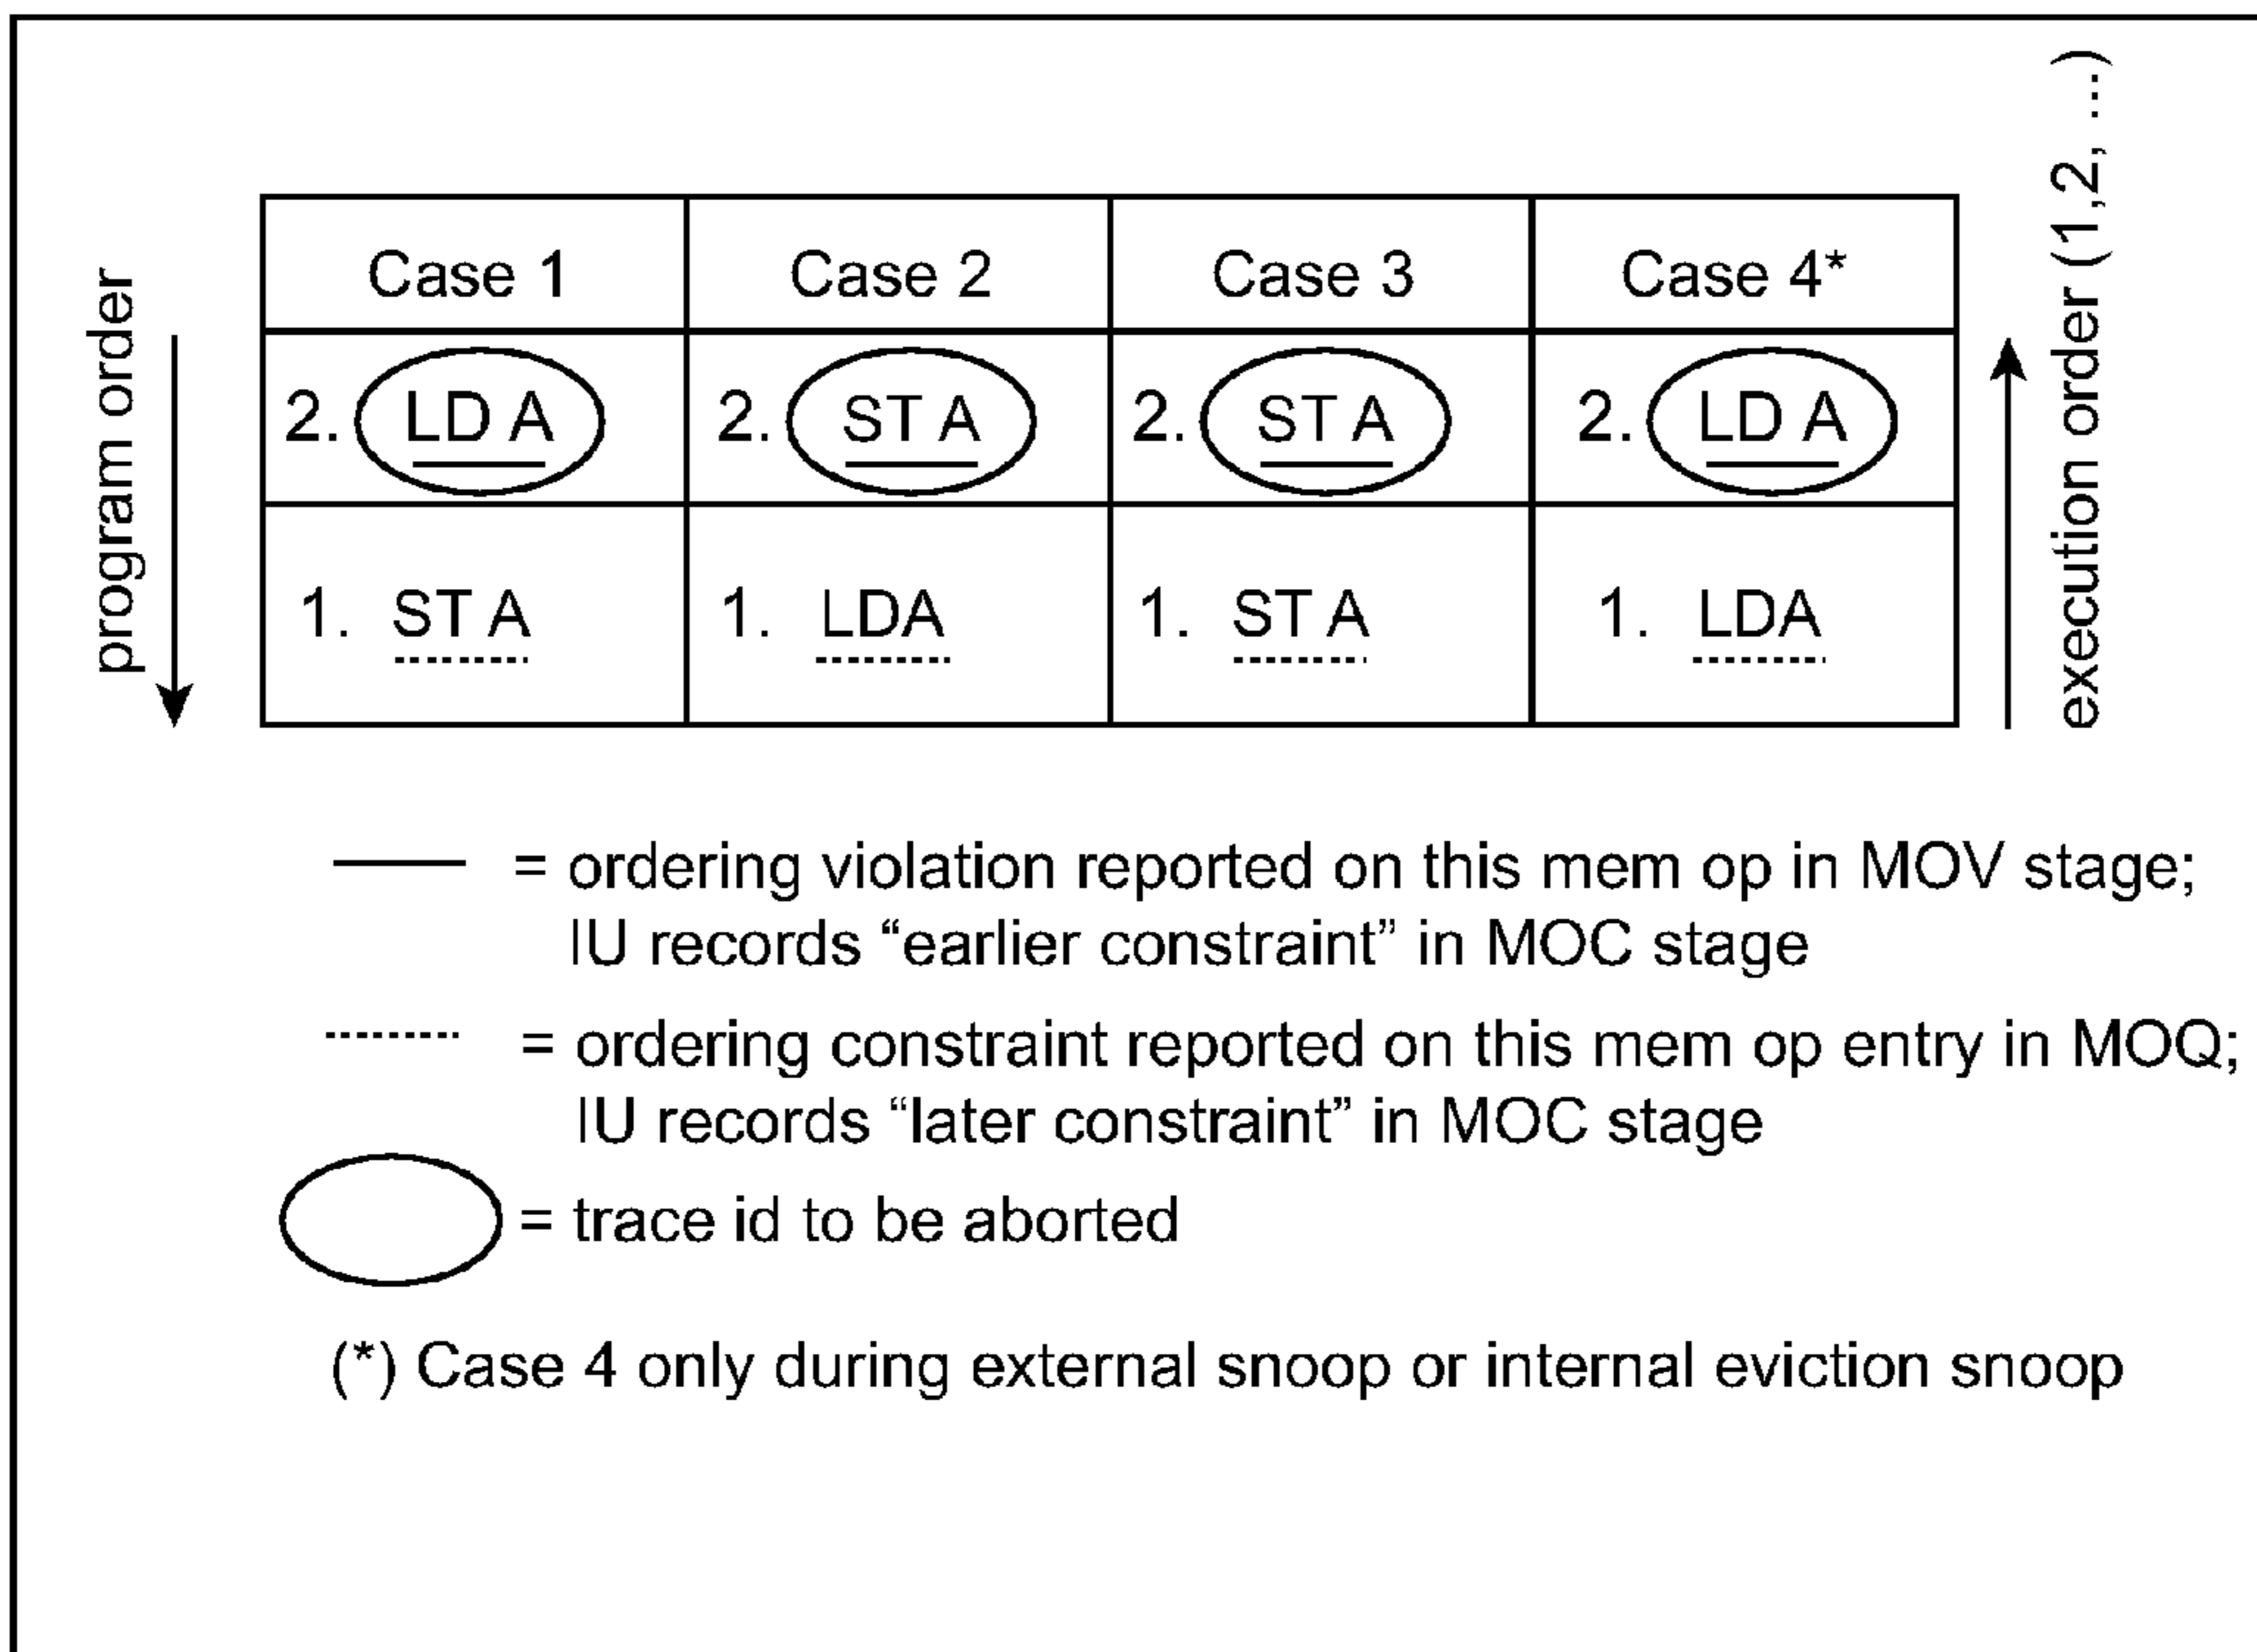 program order
execution order (1,2, ...)
Case 1 Case 2 Case 3 Case 4*
2. LD A 2. ST A 2. ST A 2. LD A
1. ST A 1. LDA 1. ST A 1. LDA
= ordering violation reported on this mem op in MOV stage;
IU records “earlier constraint” in MOC stage
= ordering constraint reported on this mem op entry in MOQ;
IU records “later constraint” in MOC stage
= trace id to be aborted
(*) Case 4 only during external snoop or internal eviction snoop